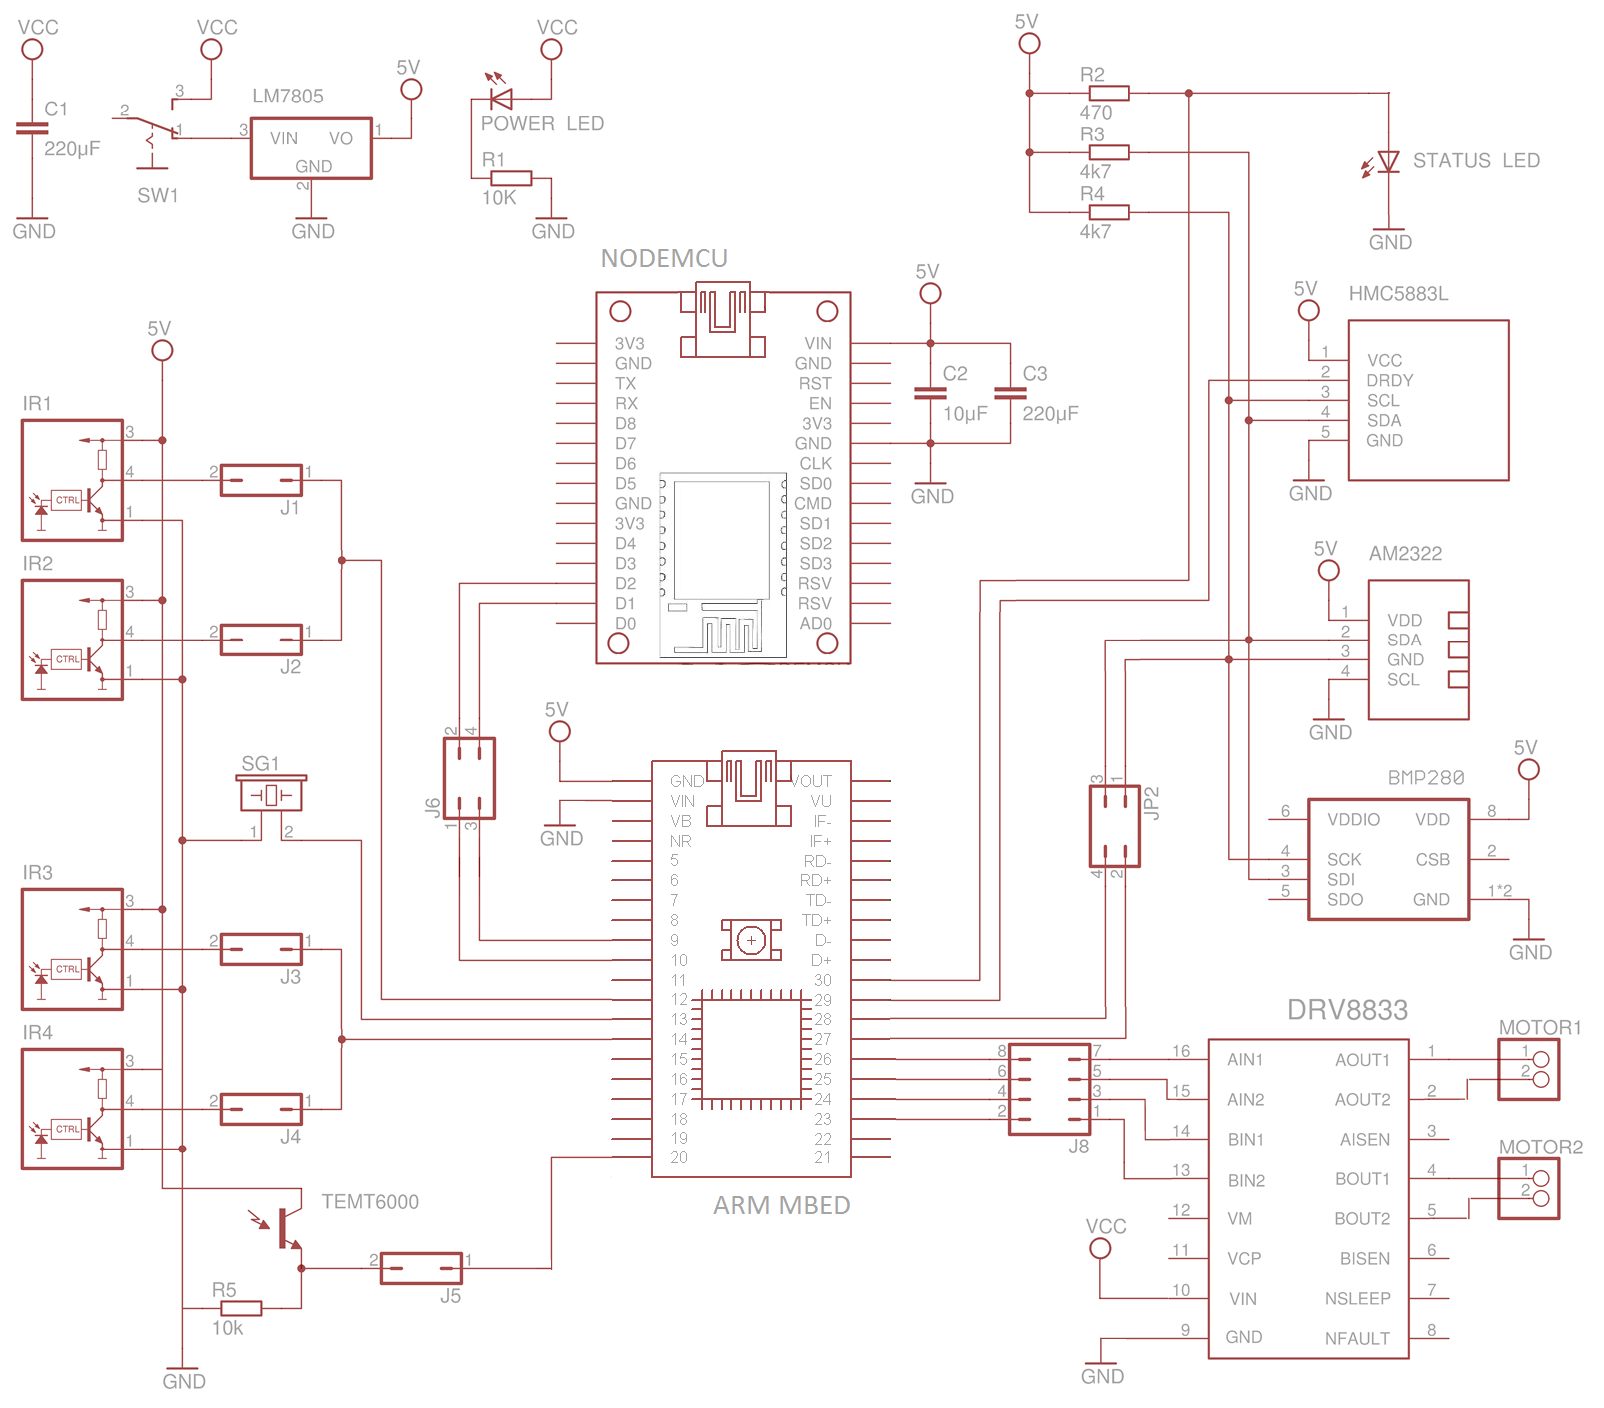 VCC
C1
220µF
GND
VCC
3
2
1
SW1
LM7805
3
VIN
VO
1
GND
2
GND
5V
VCC
POWER LED
R1
10K
GND
5V
R2
470
R3
4k7
R4
4k7
STATUS LED
GND
NODEMCU
3V3
GND
TX
RX
D8
D7
D6
D5
GND
3V3
D4
D3
D2
D1
D0
VIN
GND
RST
EN
3V3
GND
CLK
SD0
CMD
SD1
SD2
SD3
RSV
RSV
AD0
5V
C2
10µF
C3
220µF
GND
5V
HMC5883L
1 VCC
2 DRDY
3 SCL
4 SDA
5 GND
GND
5V
AM2322
1 VDD
2 SDA
3 GND
4 SCL
GND
5V
BMP280
6 VDDIO
4 SCK
3 SDI
5 SDO
VDD 8
CSB 2
GND 1*2
GND
5V
IR1
3
4
1
CTRL
2
1
J1
IR2
3
4
1
CTRL
2
1
J2
SG1
1
2
IR3
3
4
1
CTRL
2
1
J3
IR4
3
4
1
CTRL
2
1
J4
TEMT6000
2
1
J5
R5
10k
GND
2
4
J6
1
3
5V
GND
GND
VIN
VB
NR
5
6
7
8
9
10
11
12
13
14
15
16
17
18
19
20
VOUT
VU
IF-
IF+
RD-
RD+
TD-
TD+
D-
D+
30
29
28
27
26
25
24
23
22
21
ARM MBED
3
1
JP2
4
2
8
6
4
2
7
5
3
1
J8
DRV8833
16 AIN1
15 AIN2
14 BIN1
13 BIN2
12 VM
11 VCP
10 VIN
9 GND
AOUT1 1
AOUT2 2
AISEN 3
BOUT1 4
BOUT2 5
BISEN 6
NSLEEP 7
NFAULT 8
VCC
GND
MOTOR1
1
2
MOTOR2
1
2